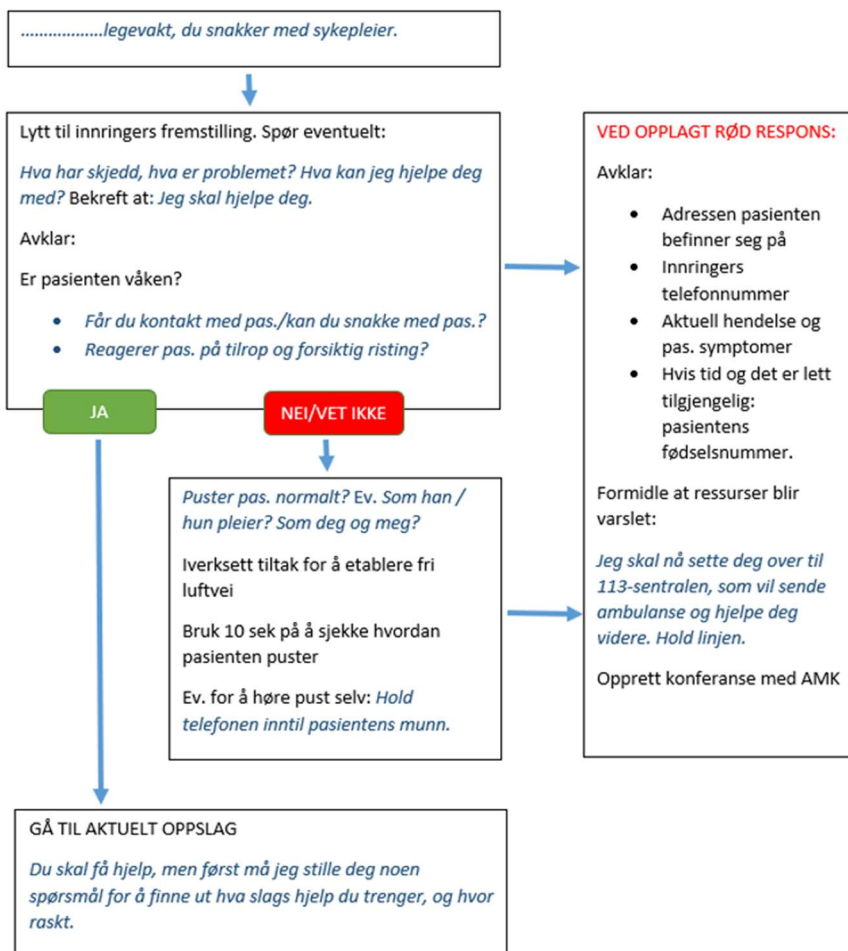 ..................legevakt, du snakker med sykepleier.
Lytt til innringers fremstilling. Spør eventuelt:
Hva har skjedd, hva er problemet? Hva kan jeg hjelpe deg
med? Bekreft at: Jeg skal hjelpe deg.
Avklar:
Er pasienten våken?
• Får du kontakt med pas./kan du snakke med pas.?
• Reagerer pas. på tilrop og forsiktig risting?
JA
NEI/VET IKKE
Puster pas. normalt? Ev. Som han /
hun pleier? Som deg og meg?
Iverksett tiltak for å etablere fri
luftvei
Bruk 10 sek på å sjekke hvordan
pasienten puster
Ev. for å høre pust selv: Hold
telefonen inntil pasientens munn.
VED OPPLAGT RØD RESPONS:
Avklar:
• Adressen pasienten
befinner seg på
• Innringers
telefonnummer
• Aktuell hendelse og
pas. symptomer
• Hvis tid og det er lett
tilgjengelig:
pasientens
fødselsnummer.
Formidle at ressurser blir
varslet:
Jeg skal nå sette deg over til
113-sentralen, som vil sende
ambulanse og hjelpe deg
videre. Hold linjen.
Opprett konferanse med AMK
GÅ TIL AKTUELT OPPSLAG
Du skal få hjelp, men først må jeg stille deg noen
spørsmål for å finne ut hva slags hjelp du trenger, og hvor
raskt.